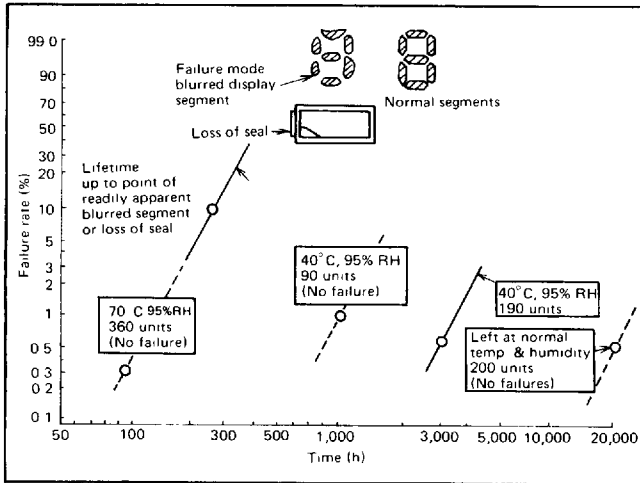 99.0
90
70
50
30
20
10
5
3
2
1
0 5
0 3
0 2
0 1
Failure rate (%)
Failure mode
blurred display
segment
Normal segments
Loss of seal
Lifetime
up to point of
readily apparent
blurred segment
or loss of seal
70 C 95%RH
360 units
(No failure)
40°C, 95% RH
90 units
(No failure)
40°C, 95% RH
190 units
Left at normal
temp & humidity
200 units
(No failures)
50
100
300
500
1,000
3,000
5,000
10,000
20,000
Time (h)